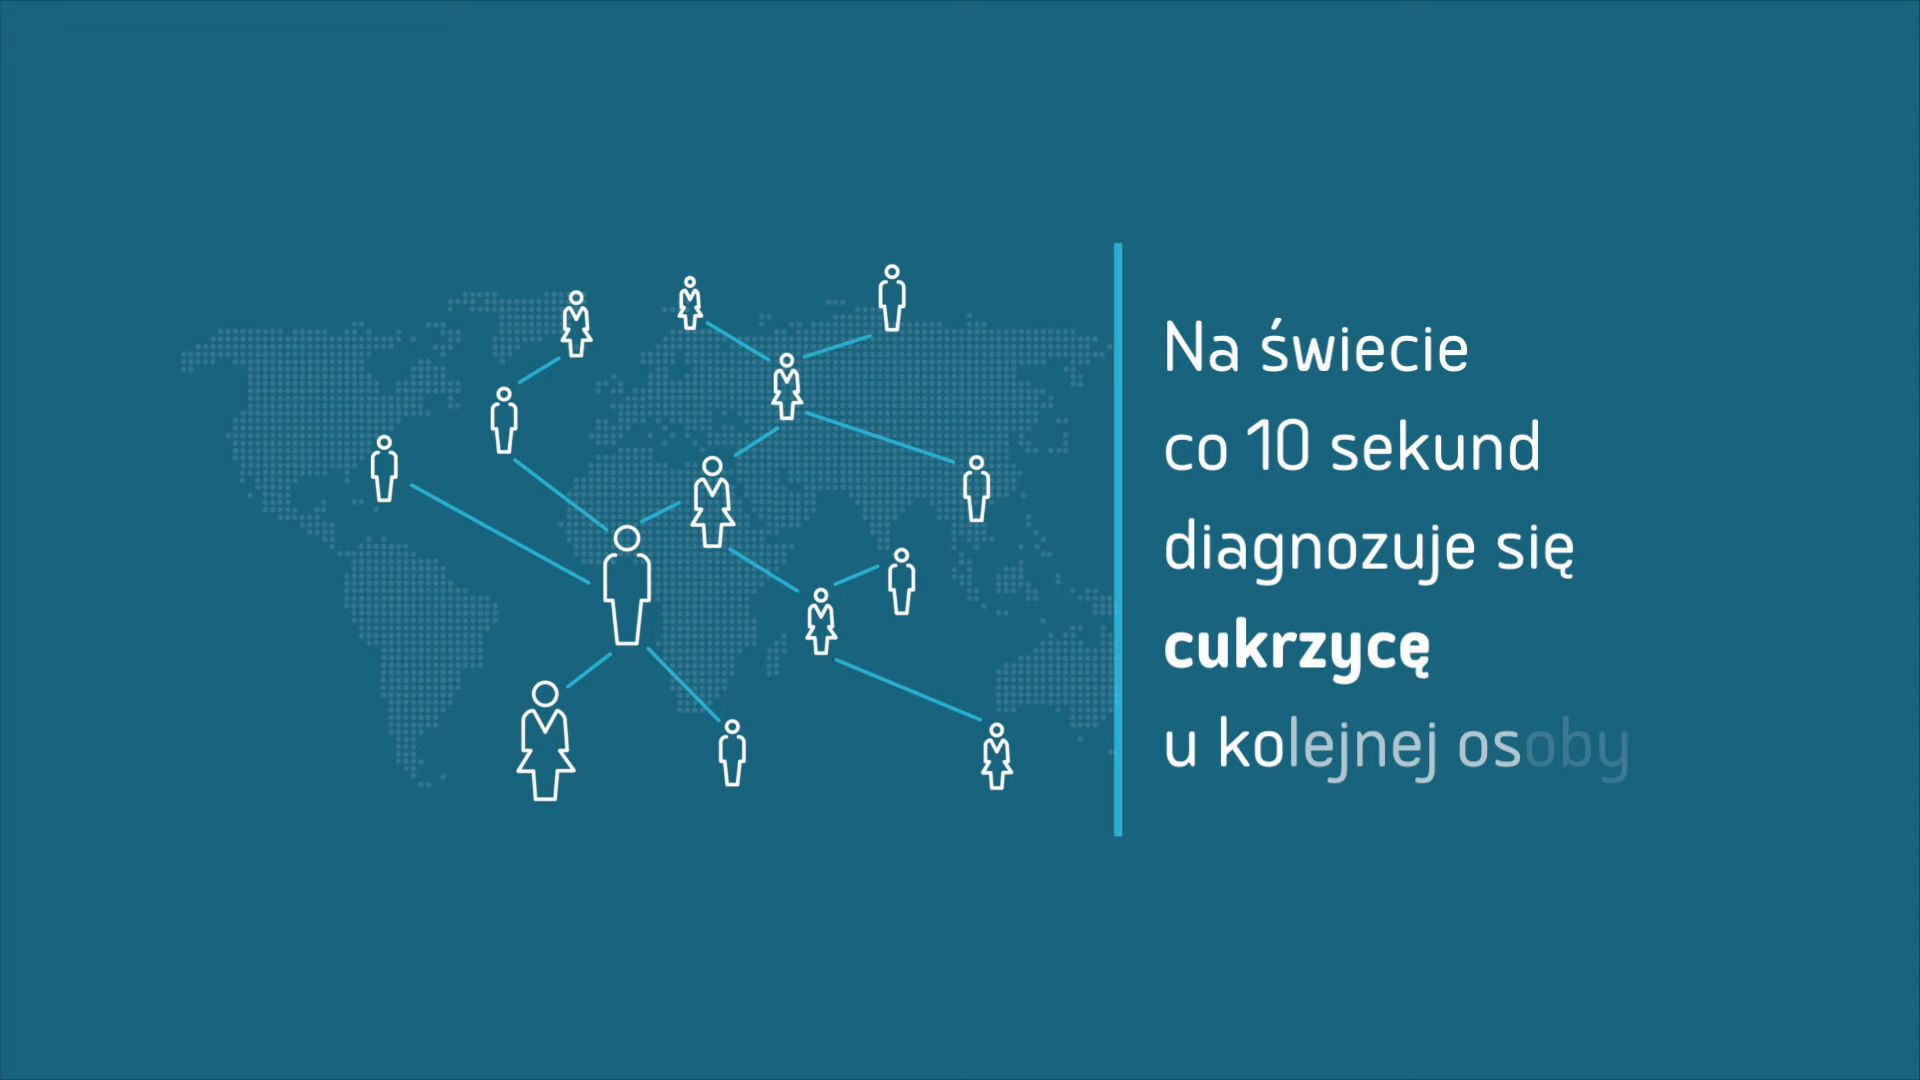 Na świecie
co 10 sekund
diagnozuje się
cukrzycę
u kolejnej osoby